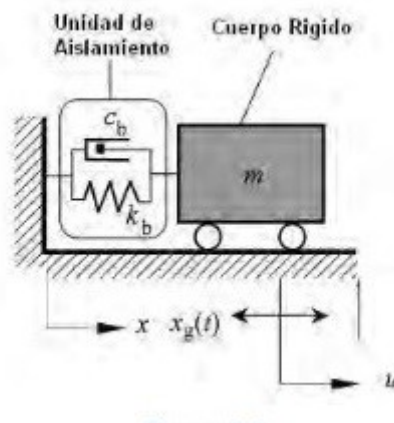 Unidad de
Aislamiento
Cuerpo Rigido
c_b
m
k_b
x x_g(t)
u